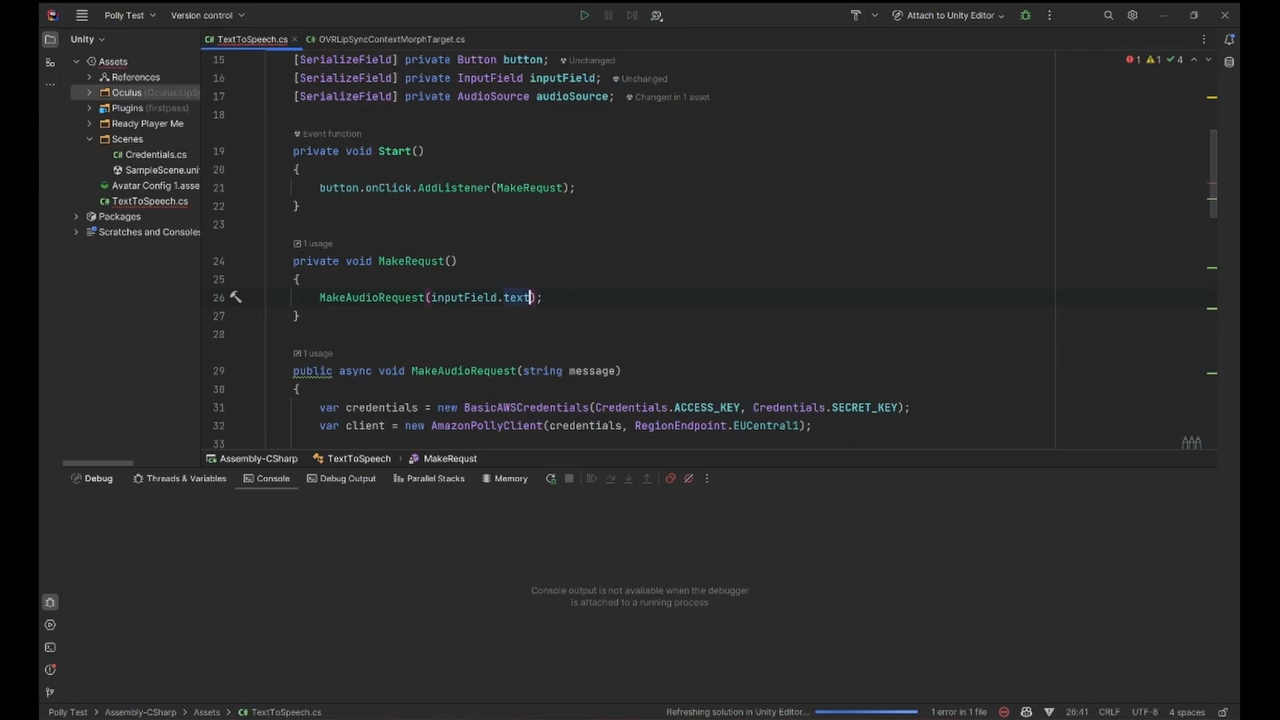 Polly Test
Version control
Attach to Unity Editor
Unity
TextToSpeech.cs
OVRLipSyncContextMorphTarget.cs
Assets
References
Oculus (Oculus.LipSy
Plugins (firstpass)
Ready Player Me
Scenes
Credentials.cs
SampleScene.uni
Avatar Config 1.asse
TextToSpeech.cs
Packages
Scratches and Consoles
1 1 4
15 [SerializeField] private Button button; Unchanged
16 [SerializeField] private InputField inputField; Unchanged
17 [SerializeField] private AudioSource audioSource; Changed in 1 asset
18
Event function
19 private void Start()
20 {
21 button.onClick.AddListener(MakeRequst);
22 }
23
1 usage
24 private void MakeRequst()
25 {
26 MakeAudioRequest(inputField.text);
27 }
28
1 usage
29 public async void MakeAudioRequest(string message)
30 {
31 var credentials = new BasicAWSCredentials(Credentials.ACCESS_KEY, Credentials.SECRET_KEY);
32 var client = new AmazonPollyClient(credentials, RegionEndpoint.EUCentral1);
33
Assembly-CSharp TextToSpeech MakeRequst
Debug Threads & Variables Console Debug Output Parallel Stacks Memory
Console output is not available when the debugger
is attached to a running process
Polly Test Assembly-CSharp Assets TextToSpeech.cs
Refreshing solution in Unity Editor... 1 error in 1 file 26:41 CRLF UTF-8 4 spaces